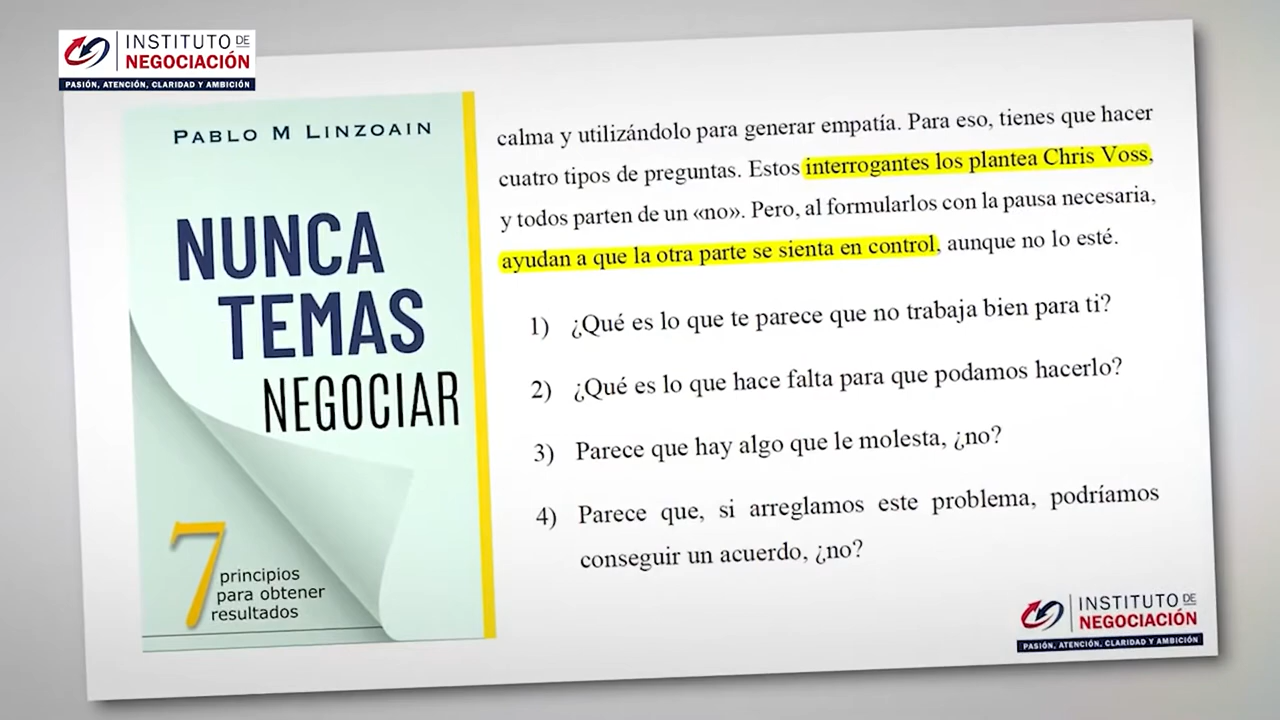 INSTITUTO DE
NEGOCIACIÓN
PASIÓN, ATENCIÓN, CLARIDAD Y AMBICIÓN
PABLO M LINZOAIN
NUNCA
TEMAS
NEGOCIAR
7 principios
para obtener
resultados
calma y utilizándolo para generar empatía. Para eso, tienes que hacer
cuatro tipos de preguntas. Estos interrogantes los plantea Chris Voss,
y todos parten de un «no». Pero, al formularlos con la pausa necesaria,
ayudan a que la otra parte se sienta en control, aunque no lo esté.
1) ¿Qué es lo que te parece que no trabaja bien para ti?
2) ¿Qué es lo que hace falta para que podamos hacerlo?
3) Parece que hay algo que le molesta, ¿no?
4) Parece que, si arreglamos este problema, podríamos
conseguir un acuerdo, ¿no?
INSTITUTO DE
NEGOCIACIÓN
PASIÓN, ATENCIÓN, CLARIDAD Y AMBICIÓN